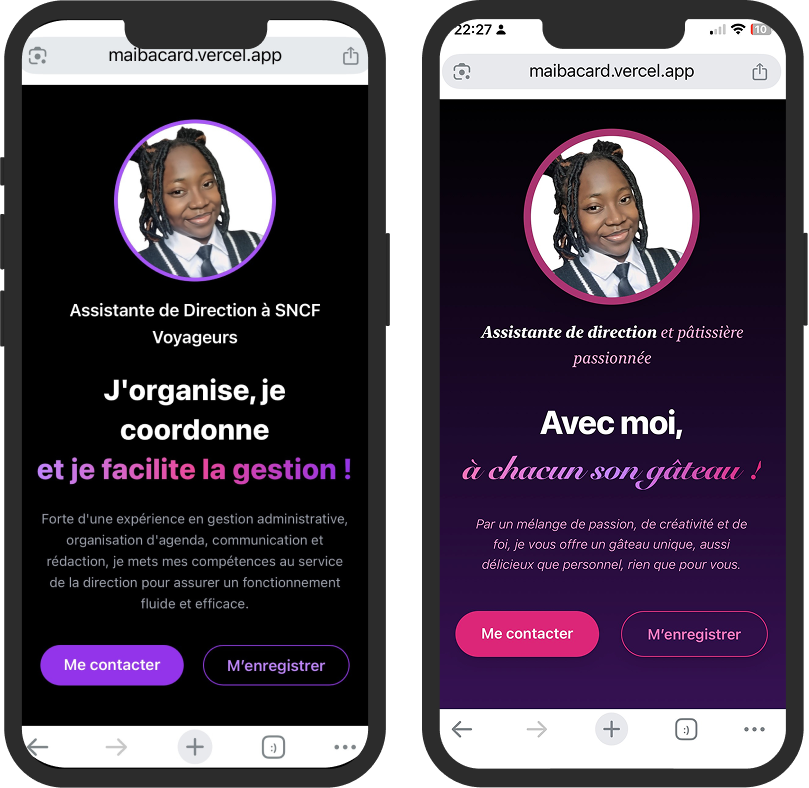 maibacard.vercel.app
Assistante de Direction à SNCF
Voyageurs
J'organise, je
coordonne
et je facilite la gestion !
Forte d'une expérience en gestion administrative,
organisation d'agenda, communication et
rédaction, je mets mes compétences au service
de la direction pour assurer un fonctionnement
fluide et efficace.
Me contacter
M'enregistrer
:)
22:27
10
maibacard.vercel.app
Assistante de direction et pâtissière
passionnée
Avec moi,
à chacun son gâteau !
Par un mélange de passion, de créativité et de
foi, je vous offre un gâteau unique, aussi
délicieux que personnel, rien que pour vous.
Me contacter
M'enregistrer
:)